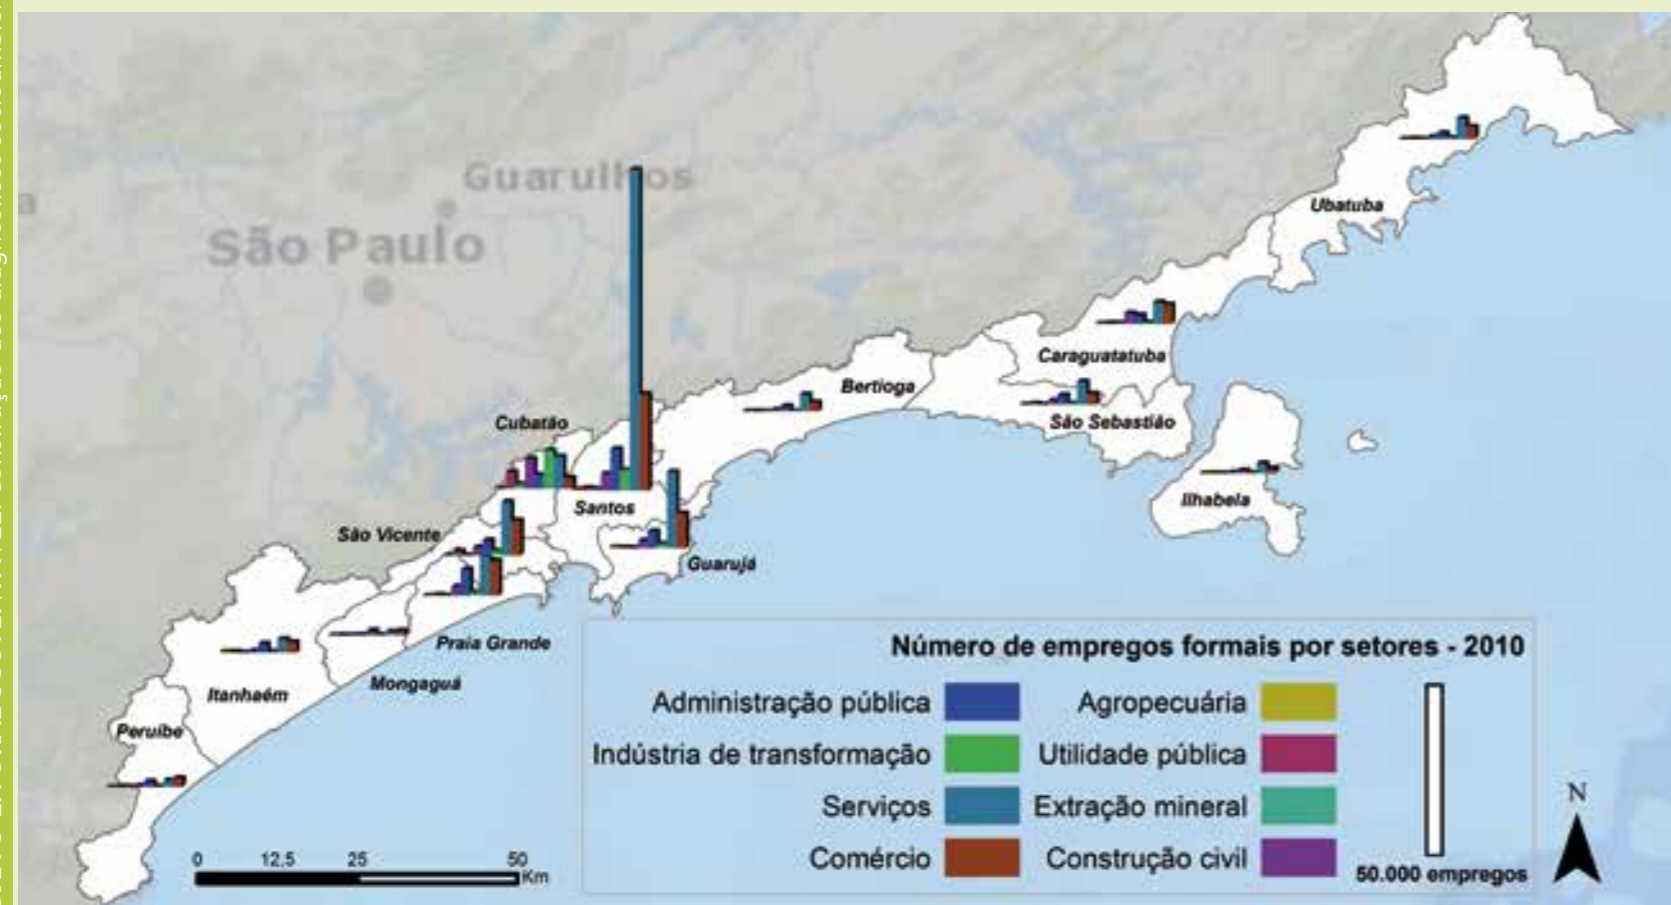 Guarulhos
São Paulo
Ubatuba
Caraguatatuba
Bertioga
São Sebastião
Cubatão
Ilhabela
Santos
São Vicente
Guarujá
Praia Grande
Mongaguá
Itanhaém
Peruíbe
Número de empregos formais por setores - 2010
Administração pública Agropecuária
Indústria de transformação Utilidade pública
Serviços Extração mineral
Comércio Construção civil
50.000 empregos
N
0 12,5 25 50
Km